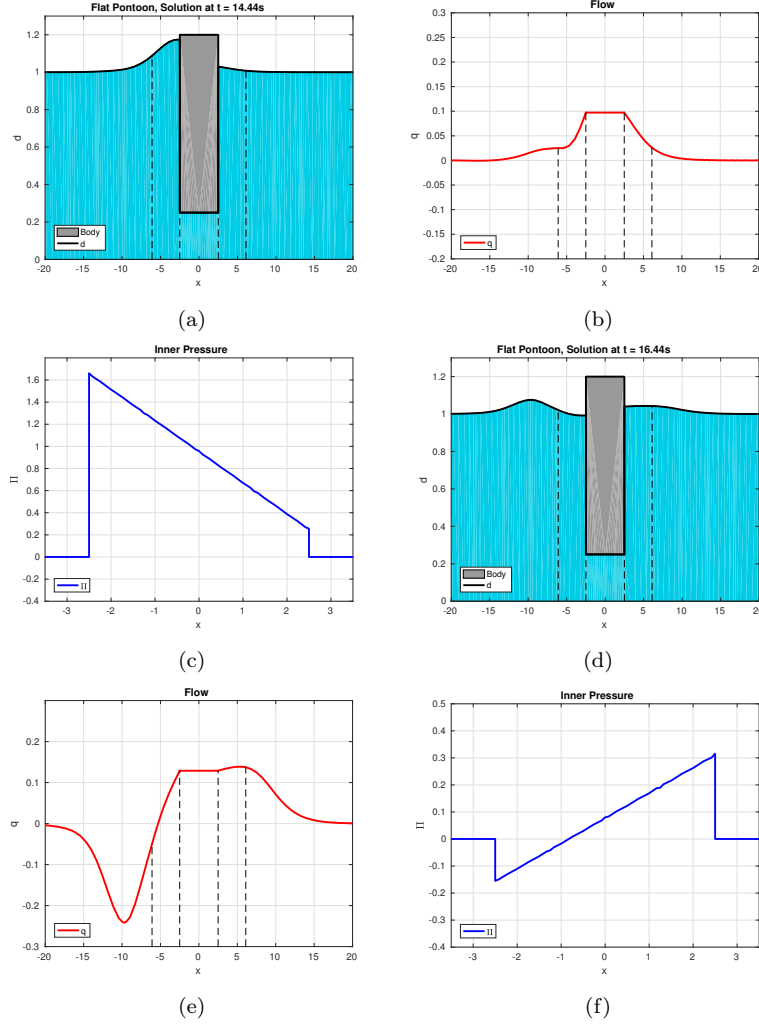 Flat Pontoon, Solution at t = 14.44s
1.2
1
0.8
0.6
0.4
0.2
0
d
Body
d
-20 -15 -10 -5 0 5 10 15 20
x
(a)
Flow
0.3
0.25
0.2
0.15
0.1
0.05
0
-0.05
-0.1
-0.15
-0.2
q
q
-20 -15 -10 -5 0 5 10 15 20
x
(b)
Inner Pressure
1.6
1.4
1.2
1
0.8
0.6
0.4
0.2
0
-0.2
-0.4
Π
Π
-3 -2 -1 0 1 2 3
x
(c)
Flat Pontoon, Solution at t = 16.44s
1.2
1
0.8
0.6
0.4
0.2
0
d
Body
d
-20 -15 -10 -5 0 5 10 15 20
x
(d)
Flow
0.2
0.1
0
-0.1
-0.2
-0.3
q
q
-20 -15 -10 -5 0 5 10 15 20
x
(e)
Inner Pressure
0.5
0.4
0.3
0.2
0.1
0
-0.1
-0.2
-0.3
-0.4
Π
Π
-3 -2 -1 0 1 2 3
x
(f)